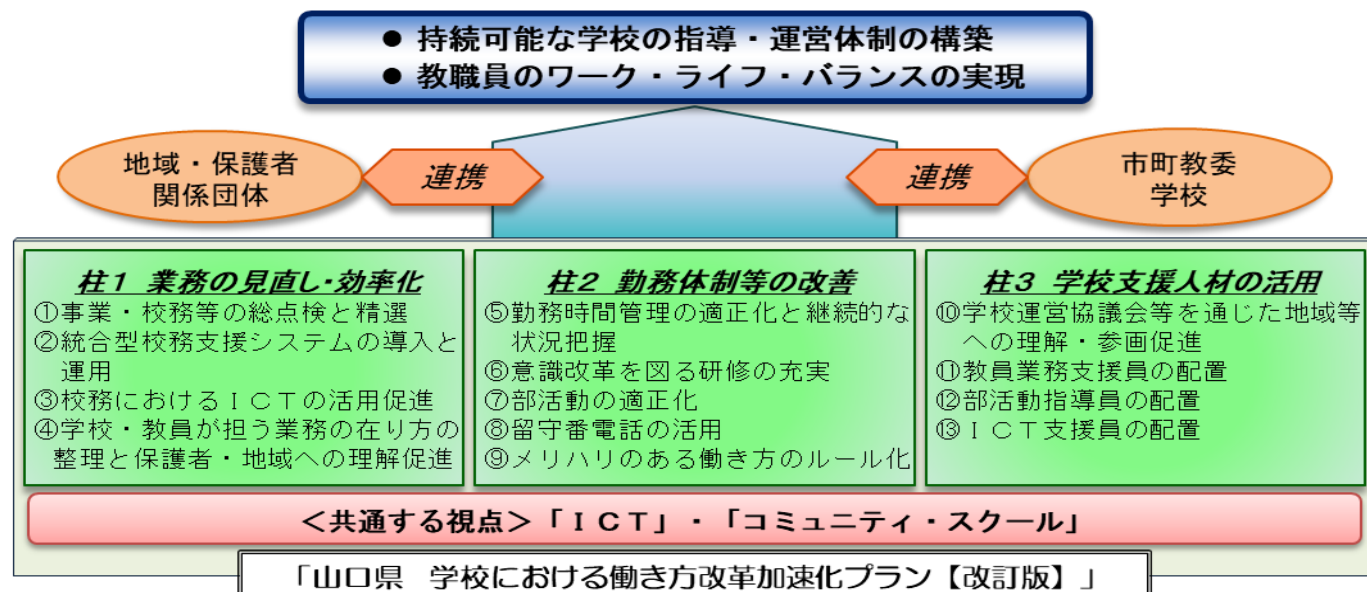 ● 持続可能な学校の指導・運営体制の構築
● 教職員のワーク・ライフ・バランスの実現
地域・保護者
関係団体
連携
連携
市町教委
学校
柱1 業務の見直し・効率化
①事業・校務等の総点検と精選
②統合型校務支援システムの導入と
運用
③校務におけるＩＣＴの活用促進
④学校・教員が担う業務の在り方の
整理と保護者・地域への理解促進
柱2 勤務体制等の改善
⑤勤務時間管理の適正化と継続的な
状況把握
⑥意識改革を図る研修の充実
⑦部活動の適正化
⑧留守番電話の活用
⑨メリハリのある働き方のルール化
柱3 学校支援人材の活用
⑩学校運営協議会等を通じた地域等
への理解・参画促進
⑪教員業務支援員の配置
⑫部活動指導員の配置
⑬ＩＣＴ支援員の配置
＜共通する視点＞「ＩＣＴ」・「コミュニティ・スクール」
「山口県　学校における働き方改革加速化プラン【改訂版】」